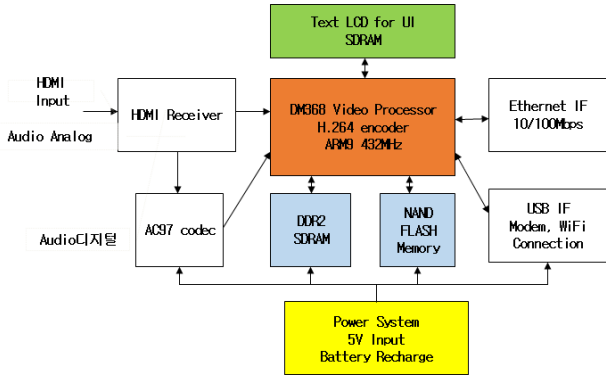 Text LCD for UI
SDRAM
HDMI
Input
HDMI Receiver
DM368 Video Processor
H.264 encoder
ARM9 432MHz
Ethernet IF
10/100Mbps
Audio Analog
Audio디지털
AC97 codec
DDR2
SDRAM
NAND
FLASH
Memory
USB IF
Modem, WiFi
Connection
Power System
5V Input
Battery Recharge